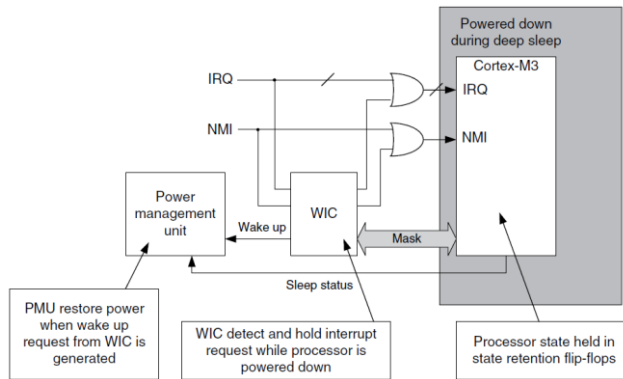 Powered down
during deep sleep
Cortex-M3
IRQ
IRQ
NMI
NMI
Power
management
unit
Wake up
WIC
Mask
Sleep status
PMU restore power
when wake up
request from WIC is
generated
WIC detect and hold interrupt
request while processor is
powered down
Processor state held in
state retention flip-flops